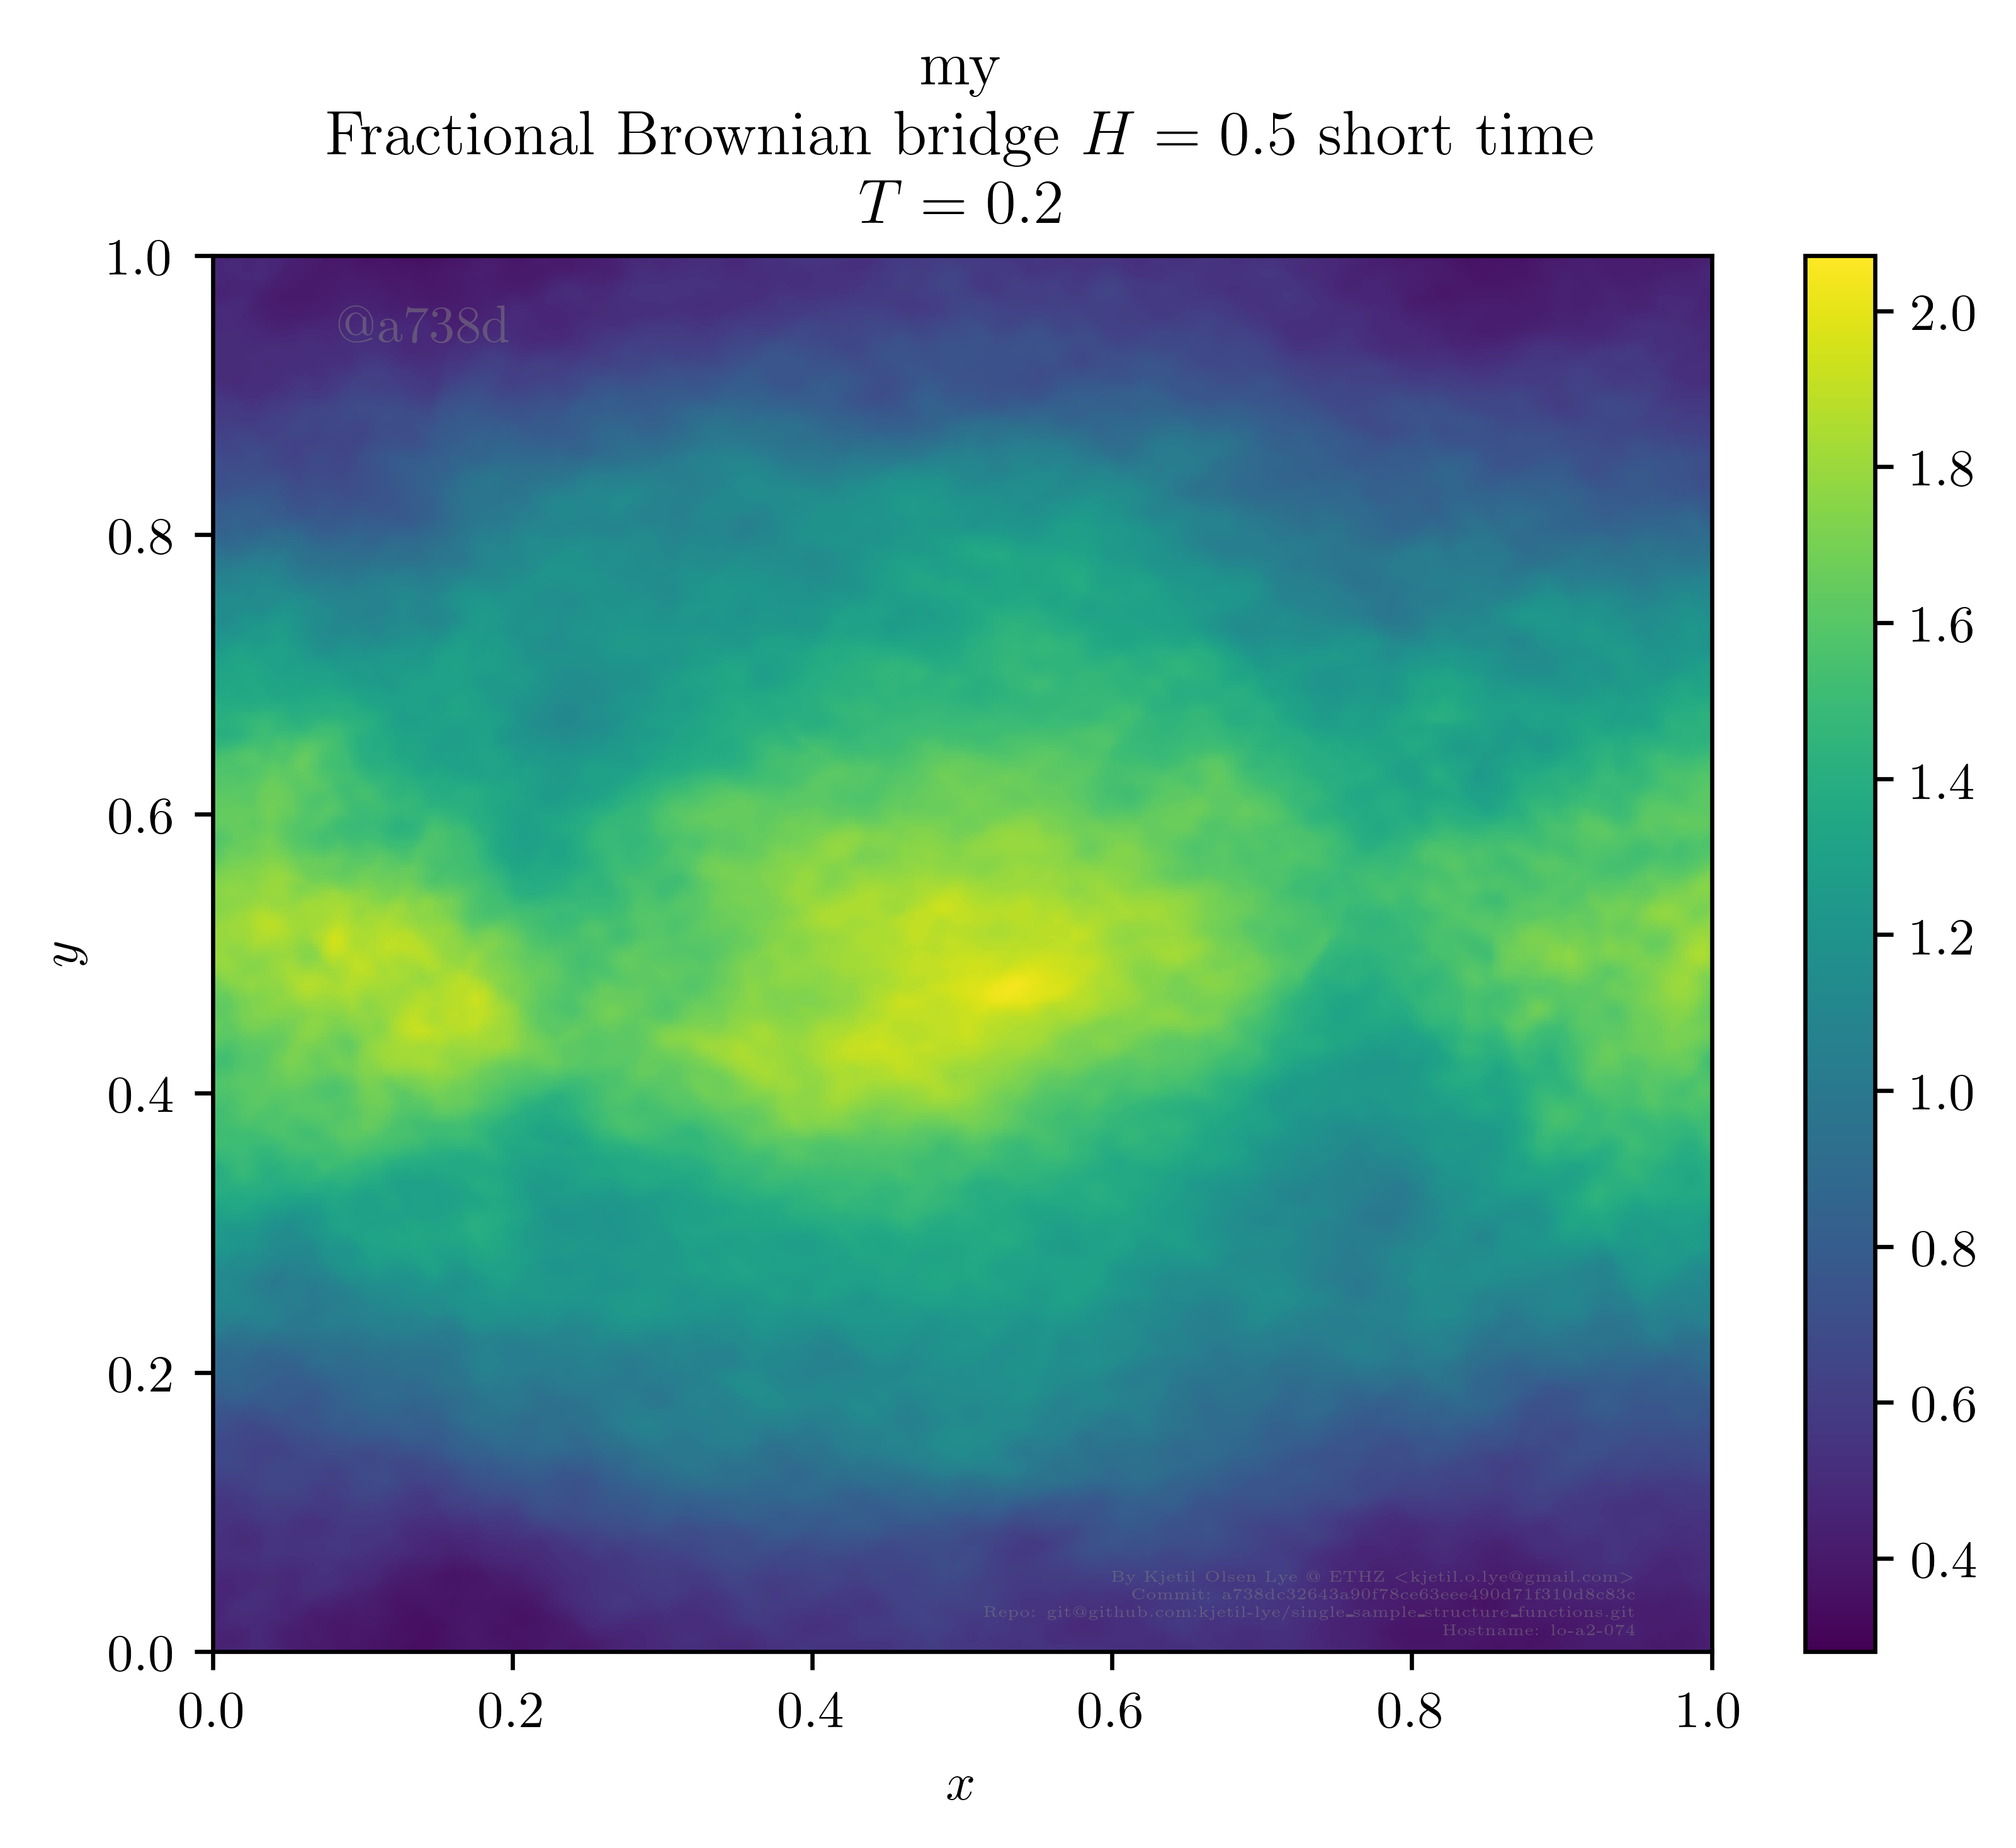 my
Fractional Brownian bridge H = 0.5 short time
T = 0.2
@a738d
1.0
0.8
0.6
0.4
0.2
0.0
y
0.0 0.2 0.4 0.6 0.8 1.0
x
2.0
1.8
1.6
1.4
1.2
1.0
0.8
0.6
0.4
By Kjetil Olsen Lye @ ETHZ <kjetil.o.lye@gmail.com>
Commit: a738dc32643a90f78ce63eee490d71f310d8c83c
Repo: git@github.com:kjetil-lye/single_sample_structure_functions.git
Hostname: lo-a2-074